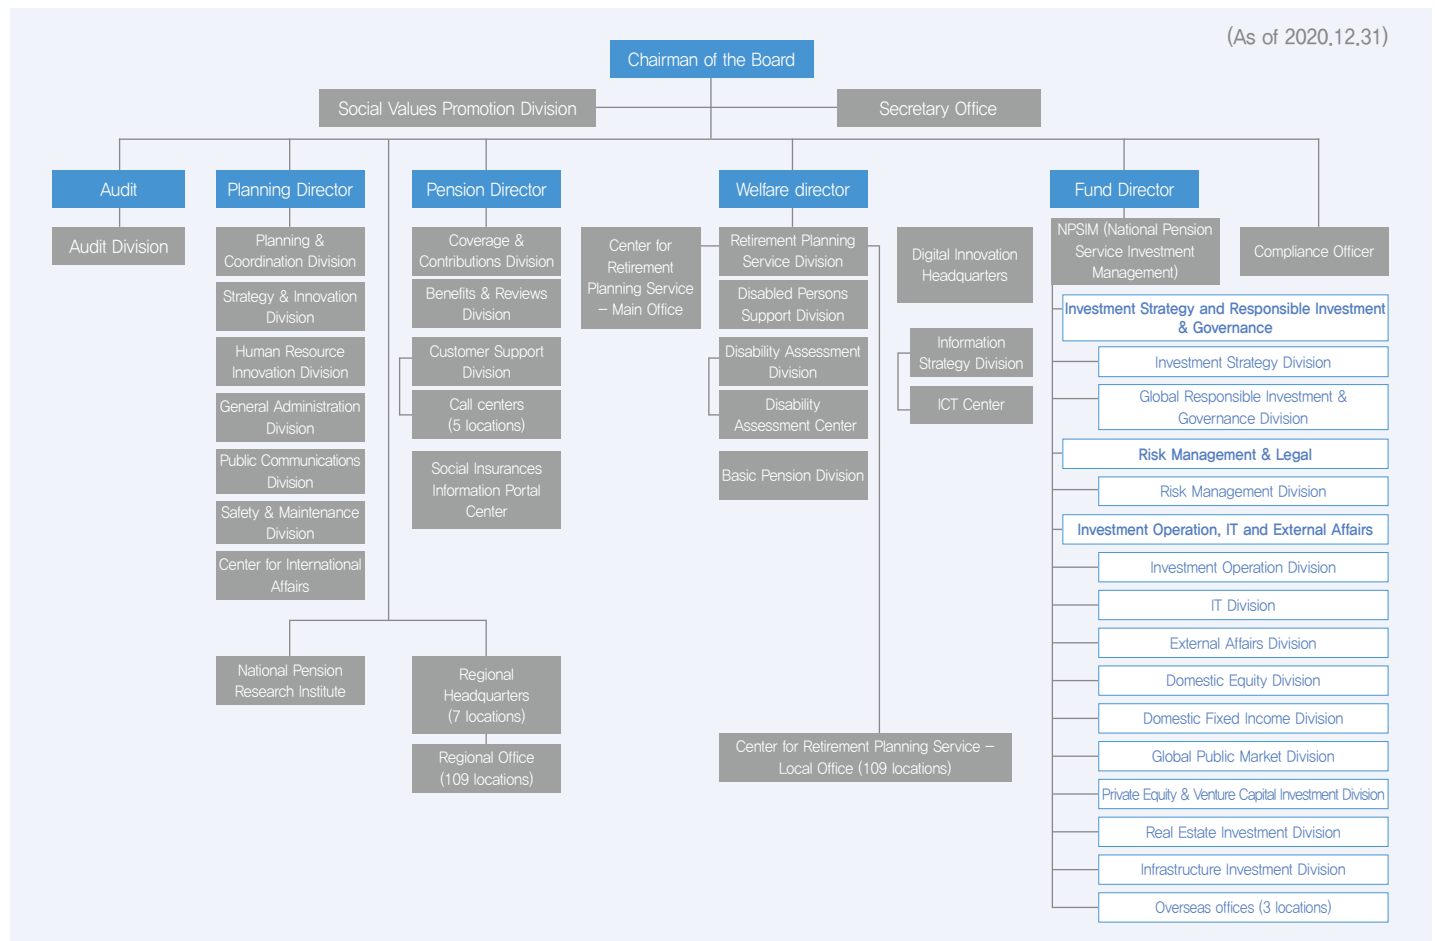 (As of 2020.12.31)
Chairman of the Board
Social Values Promotion Division
Secretary Office
Audit
Audit Division
Planning Director
Planning &
Coordination Division
Strategy & Innovation
Division
Human Resource
Innovation Division
General Administration
Division
Public Communications
Division
Safety & Maintenance
Division
Center for International
Affairs
National Pension
Research Institute
Pension Director
Coverage &
Contributions Division
Benefits & Reviews
Division
Customer Support
Division
Call centers
(5 locations)
Social Insurances
Information Portal
Center
Regional
Headquarters
(7 locations)
Regional Office
(109 locations)
Welfare director
Center for
Retirement
Planning Service
– Main Office
Retirement Planning
Service Division
Disabled Persons
Support Division
Disability Assessment
Division
Disability
Assessment Center
Basic Pension Division
Center for Retirement Planning Service –
Local Office (109 locations)
Digital Innovation
Headquarters
Information
Strategy Division
ICT Center
Fund Director
NPSIM (National Pension
Service Investment
Management)
Compliance Officer
Investment Strategy and Responsible Investment
& Governance
Investment Strategy Division
Global Responsible Investment &
Governance Division
Risk Management & Legal
Risk Management Division
Investment Operation, IT and External Affairs
Investment Operation Division
IT Division
External Affairs Division
Domestic Equity Division
Domestic Fixed Income Division
Global Public Market Division
Private Equity & Venture Capital Investment Division
Real Estate Investment Division
Infrastructure Investment Division
Overseas offices (3 locations)